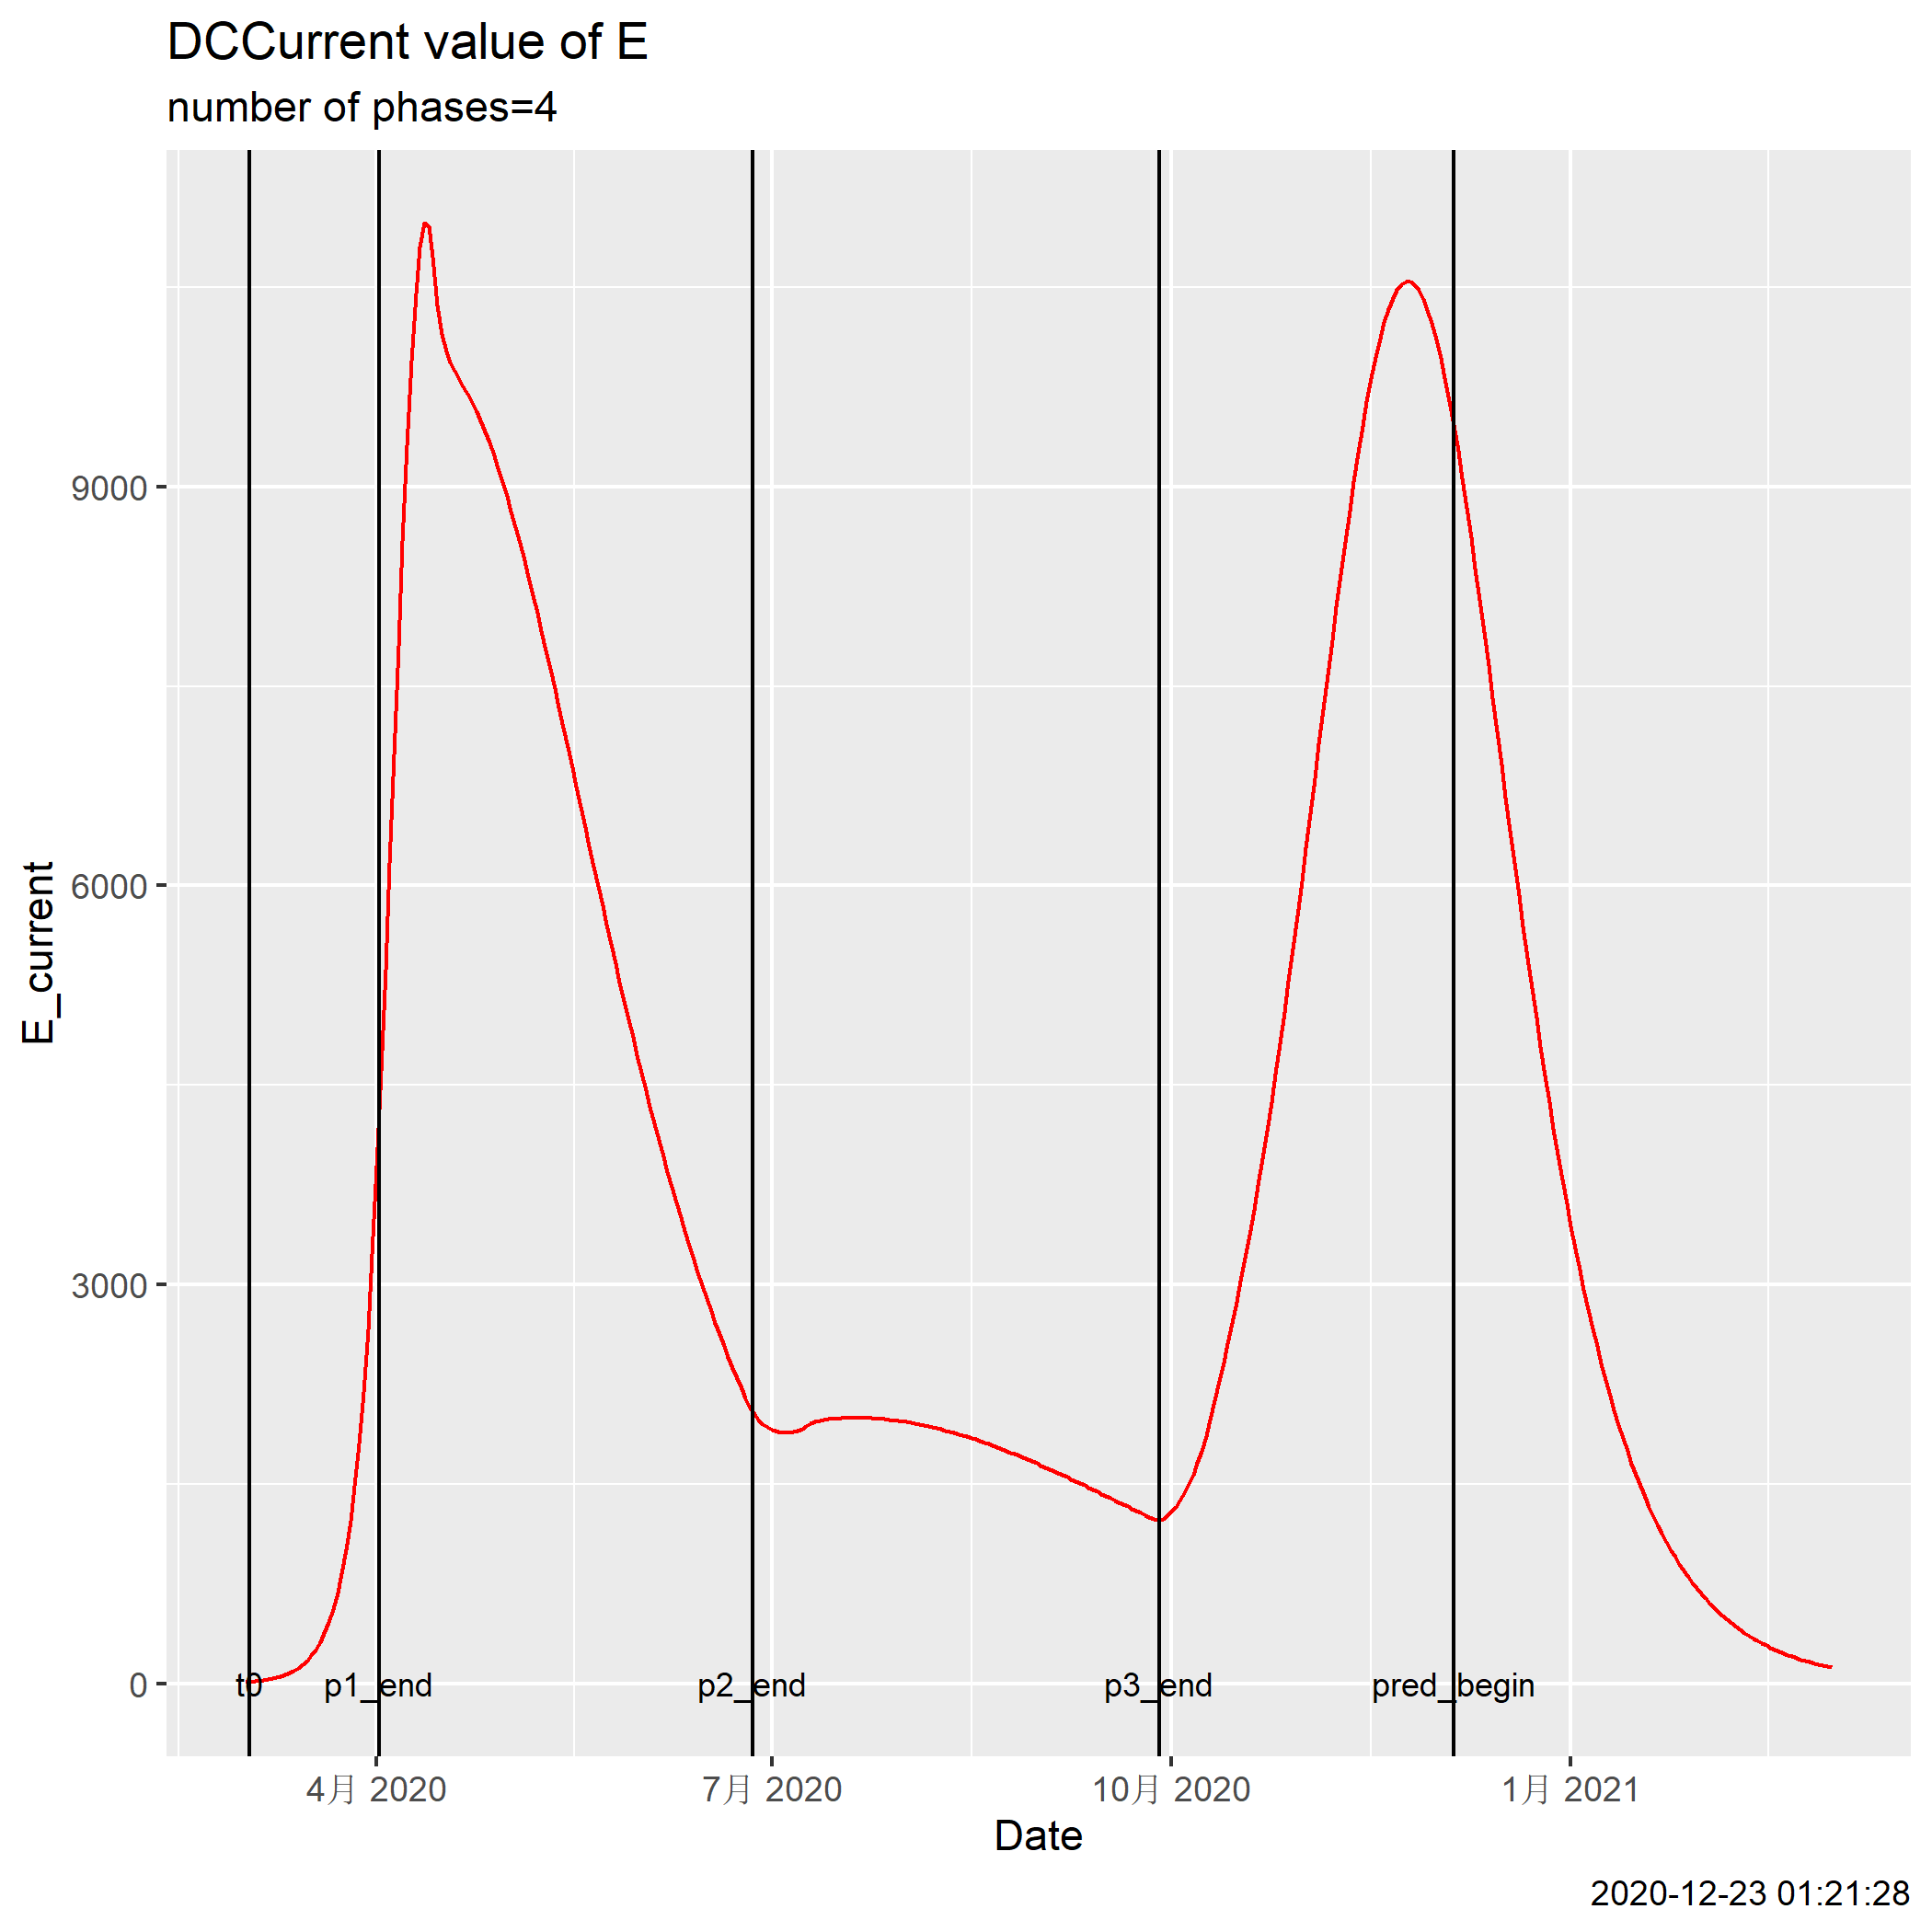 DCCurrent value of E
number of phases=4
E_current
9000
6000
3000
0
t0 p1_end p2_end p3_end pred_begin
4月 2020 7月 2020 10月 2020 1月 2021
Date
2020-12-23 01:21:28